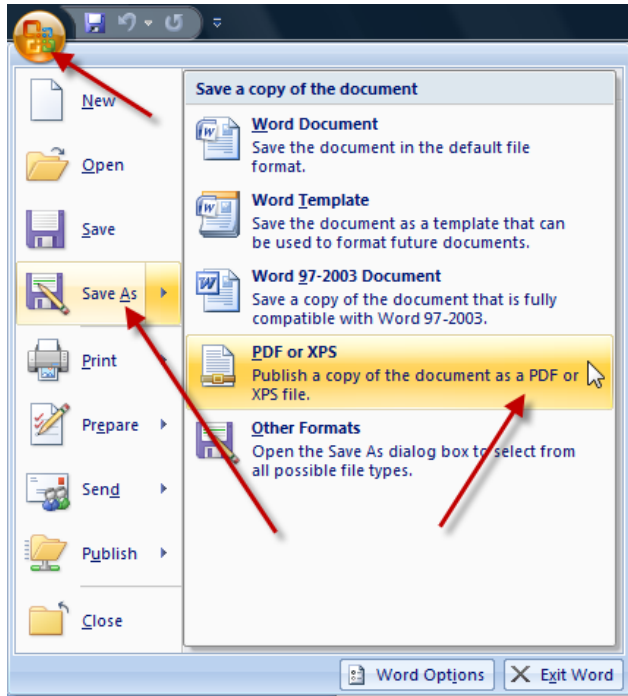 New
Open
Save
Save As
Print
Prepare
Send
Publish
Close
Save a copy of the document
Word Document
Save the document in the default file
format.
Word Template
Save the document as a template that can
be used to format future documents.
Word 97-2003 Document
Save a copy of the document that is fully
compatible with Word 97-2003.
PDF or XPS
Publish a copy of the document as a PDF or
XPS file.
Other Formats
Open the Save As dialog box to select from
all possible file types.
Word Options
Exit Word